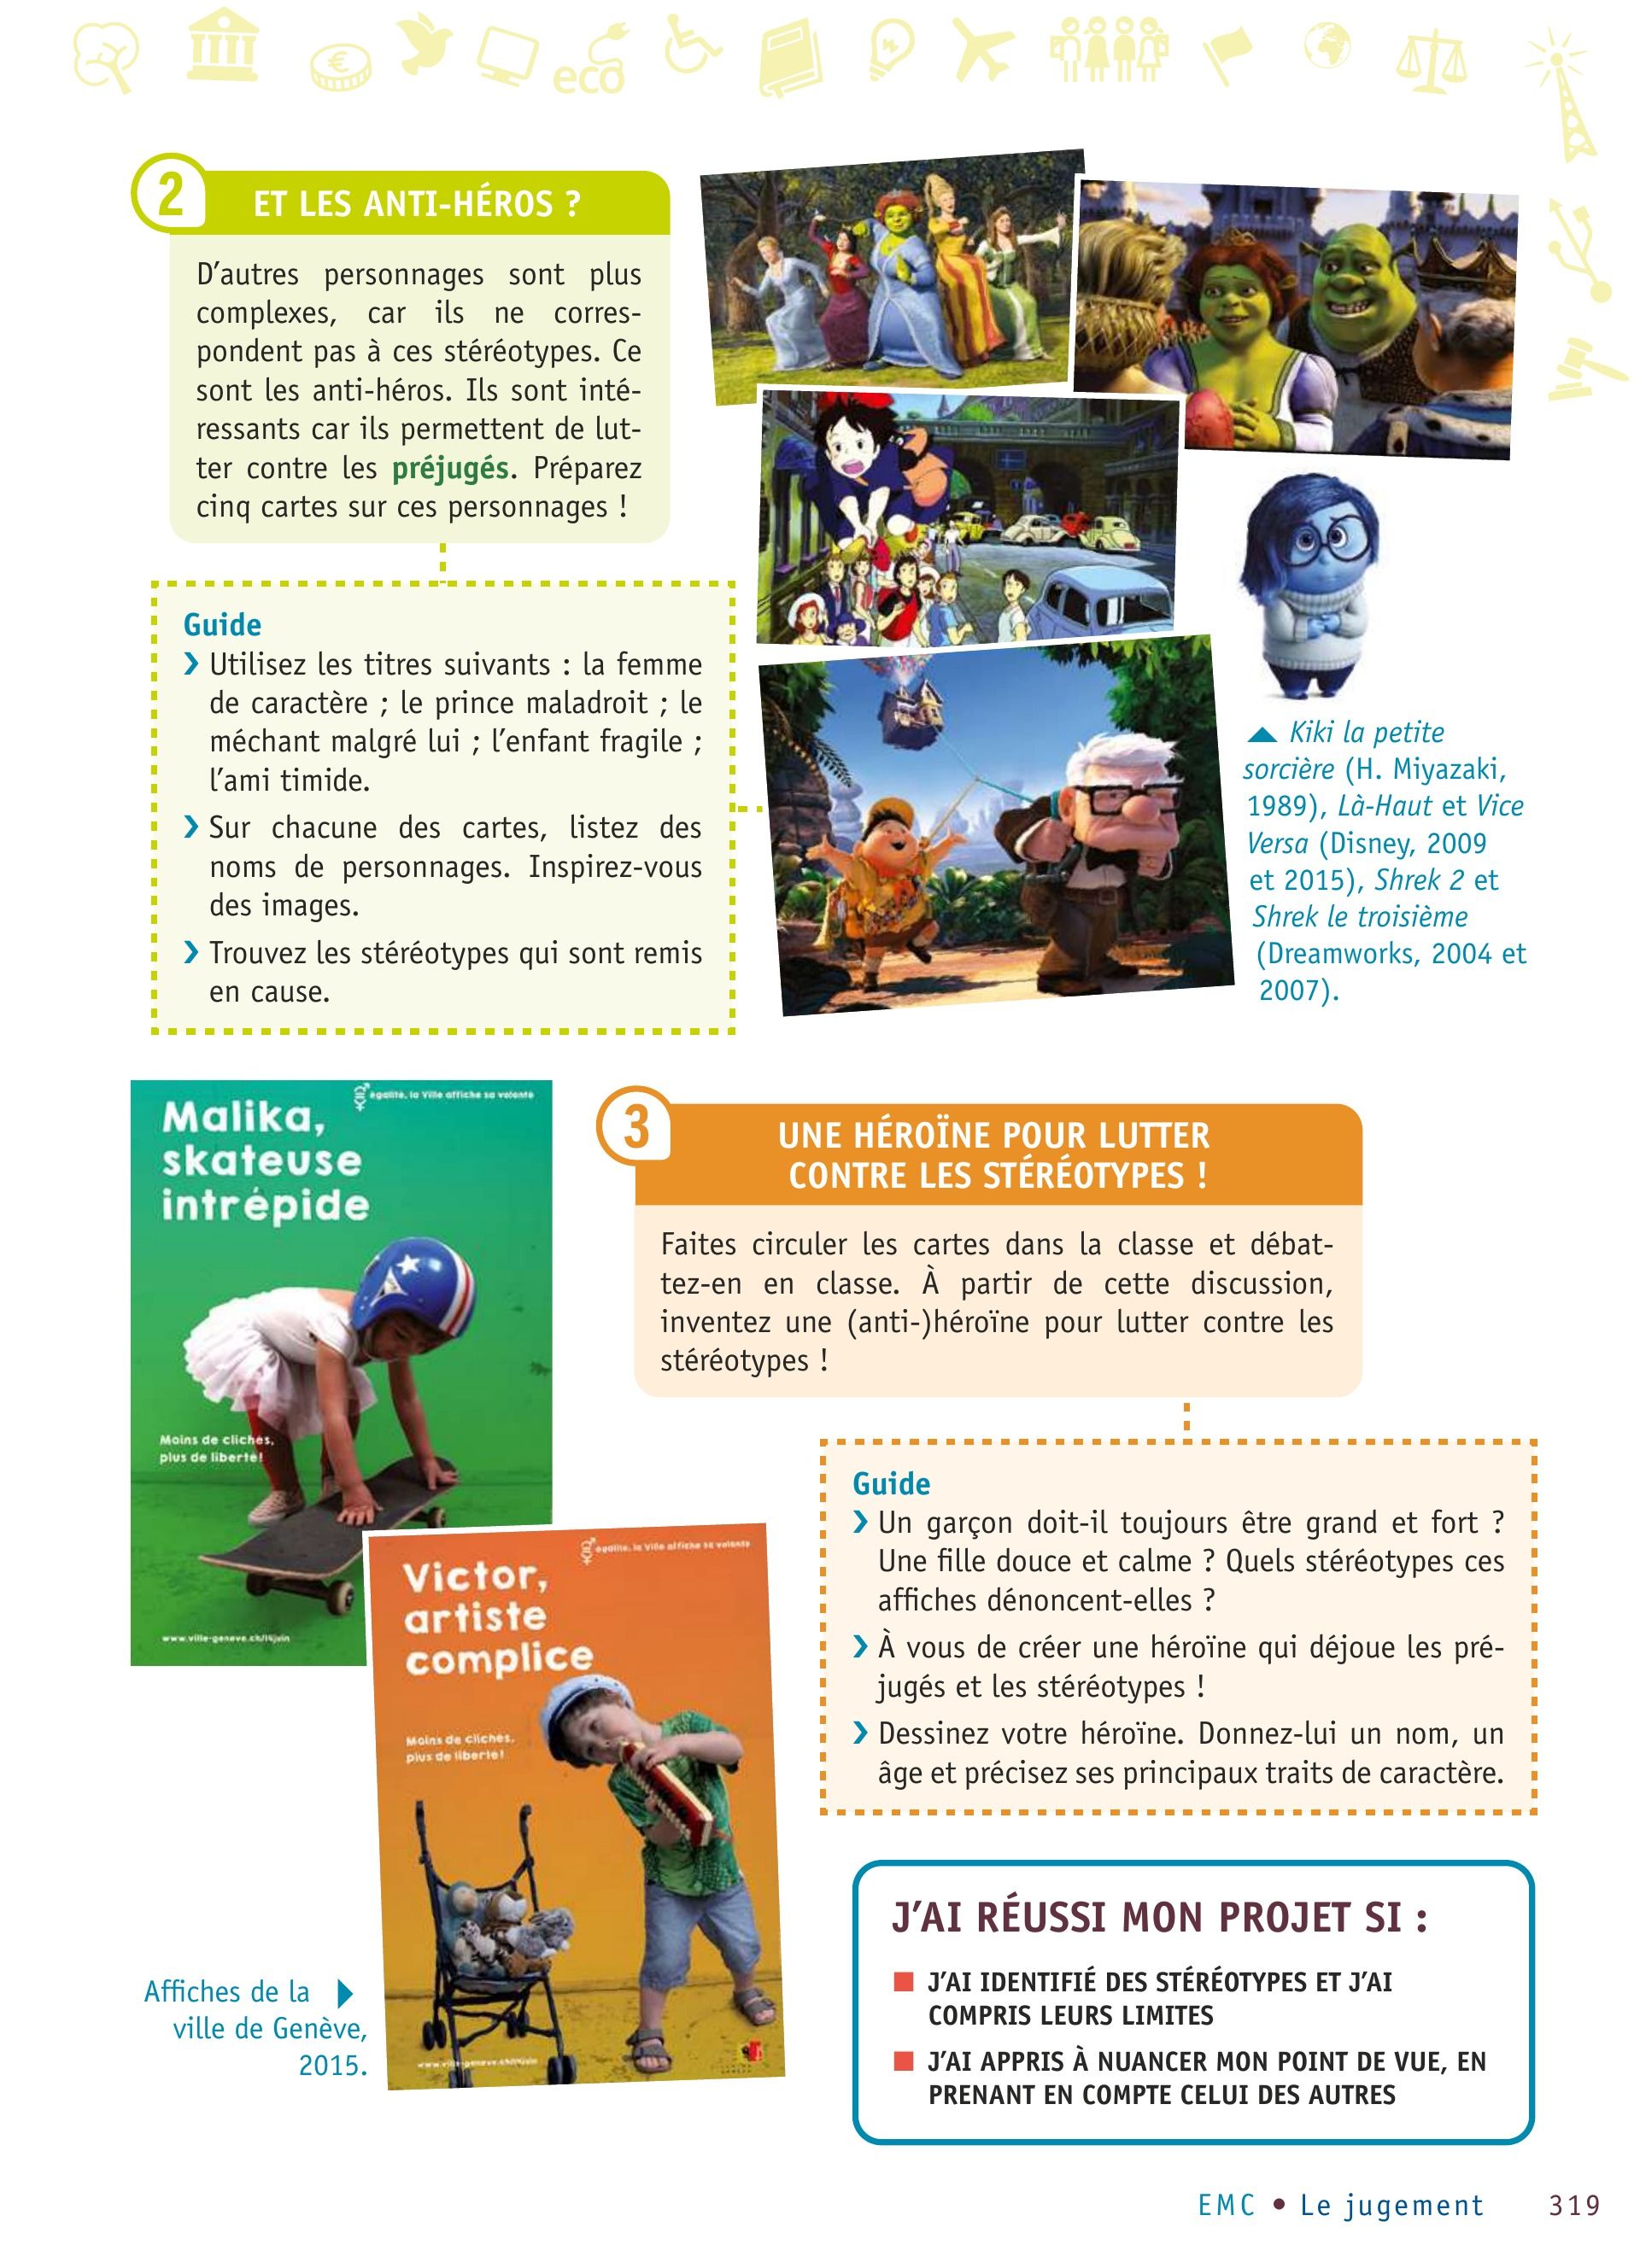 eco
2
ET LES ANTI-HÉROS ?
D'autres personnages sont plus
complexes, car ils ne corres-
pondent pas à ces stéréotypes. Ce
sont les anti-héros. Ils sont inté-
ressants car ils permettent de lut-
ter contre les préjugés. Préparez
cinq cartes sur ces personnages !
Guide
❯ Utilisez les titres suivants : la femme
de caractère ; le prince maladroit ; le
méchant malgré lui ; l'enfant fragile ;
l'ami timide.
❯ Sur chacune des cartes, listez des
noms de personnages. Inspirez-vous
des images.
❯ Trouvez les stéréotypes qui sont remis
en cause.
Kiki la petite
sorcière (H. Miyazaki,
1989), Là-Haut et Vice
Versa (Disney, 2009
et 2015), Shrek 2 et
Shrek le troisième
(Dreamworks, 2004 et
2007).
égalité, la Ville affiche sa volonté
Malika,
skateuse
intrépide
Moins de clichés,
plus de liberté!
www.ville-geneve.ch/14juin
égalité, la Ville affiche sa volonté
Victor,
artiste
complice
Moins de clichés,
plus de liberté!
www.ville-geneve.ch/14juin
Affiches de la
ville de Genève,
2015.
3
UNE HÉROÏNE POUR LUTTER
CONTRE LES STÉRÉOTYPES !
Faites circuler les cartes dans la classe et débat-
tez-en en classe. À partir de cette discussion,
inventez une (anti-)héroïne pour lutter contre les
stéréotypes !
Guide
❯ Un garçon doit-il toujours être grand et fort ?
Une fille douce et calme ? Quels stéréotypes ces
affiches dénoncent-elles ?
❯ À vous de créer une héroïne qui déjoue les pré-
jugés et les stéréotypes !
❯ Dessinez votre héroïne. Donnez-lui un nom, un
âge et précisez ses principaux traits de caractère.
J'AI RÉUSSI MON PROJET SI :
■ J'AI IDENTIFIÉ DES STÉRÉOTYPES ET J'AI
COMPRIS LEURS LIMITES
■ J'AI APPRIS À NUANCER MON POINT DE VUE, EN
PRENANT EN COMPTE CELUI DES AUTRES
EMC • Le jugement 319